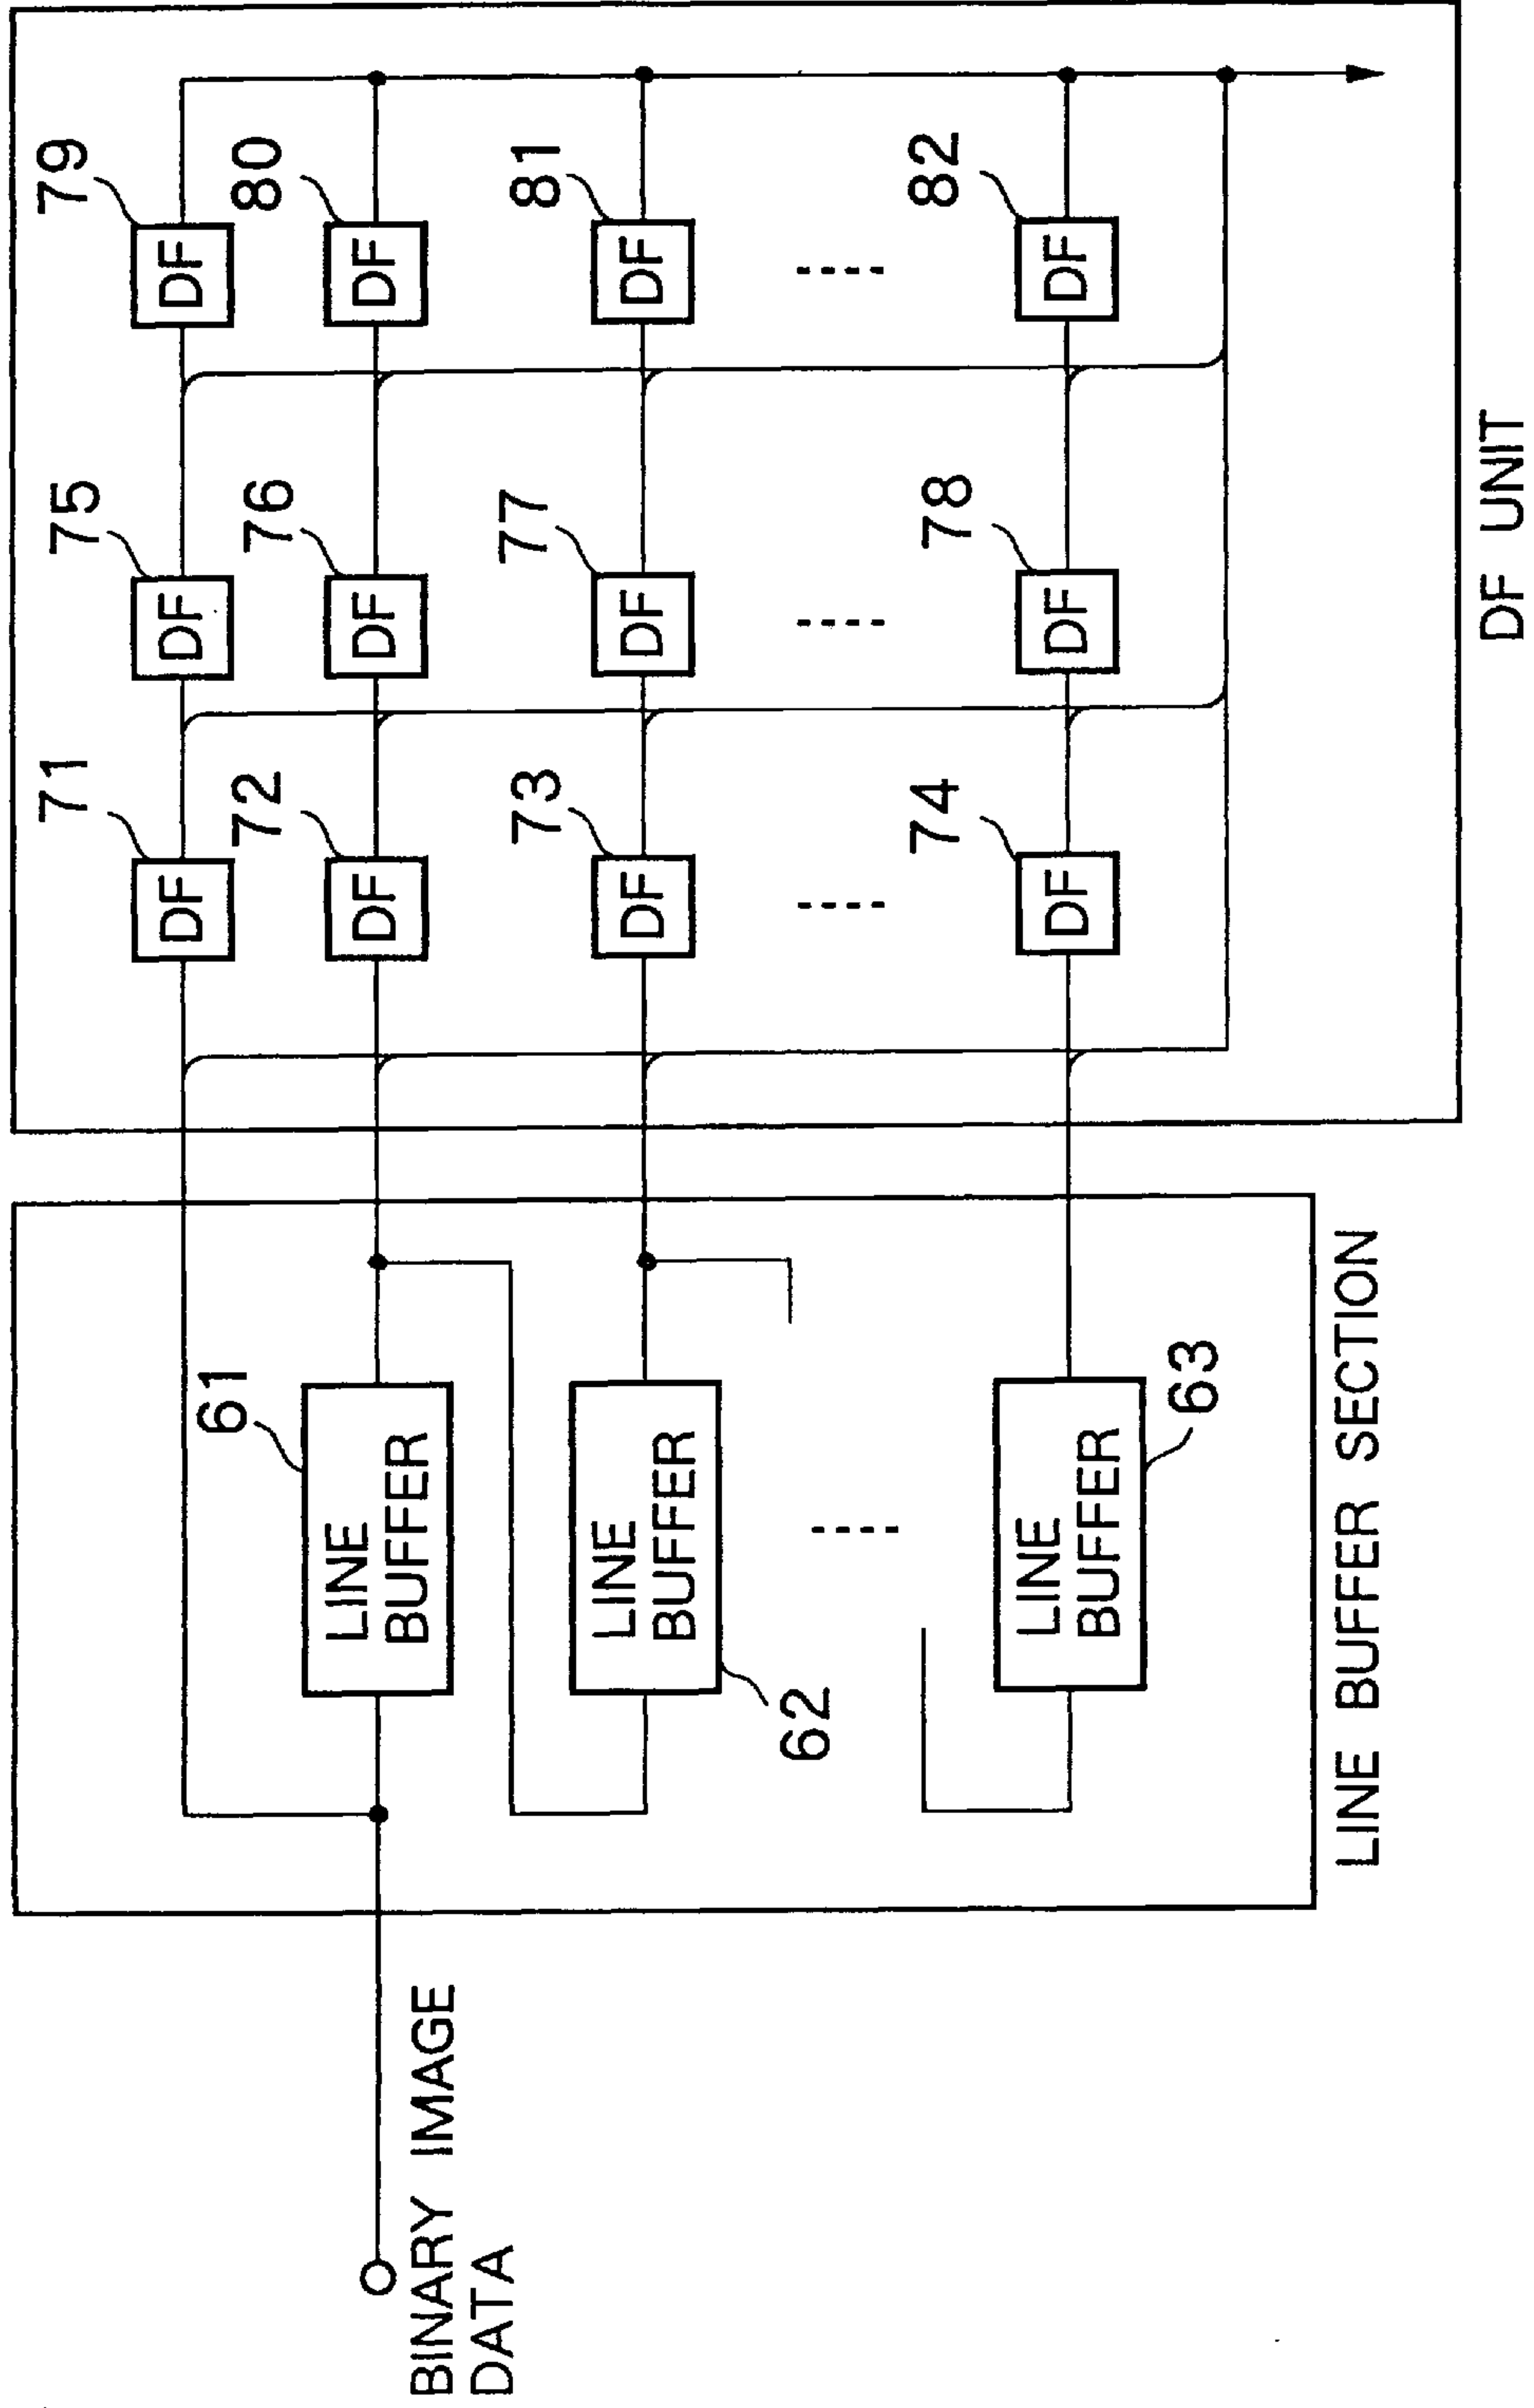 BINARY IMAGE
DATA
61
LINE
BUFFER
62
LINE
BUFFER
63
LINE
BUFFER
LINE BUFFER SECTION
71
DF
75
DF
79
DF
72
DF
76
DF
80
DF
73
DF
77
DF
81
DF
74
DF
78
DF
82
DF
DF UNIT